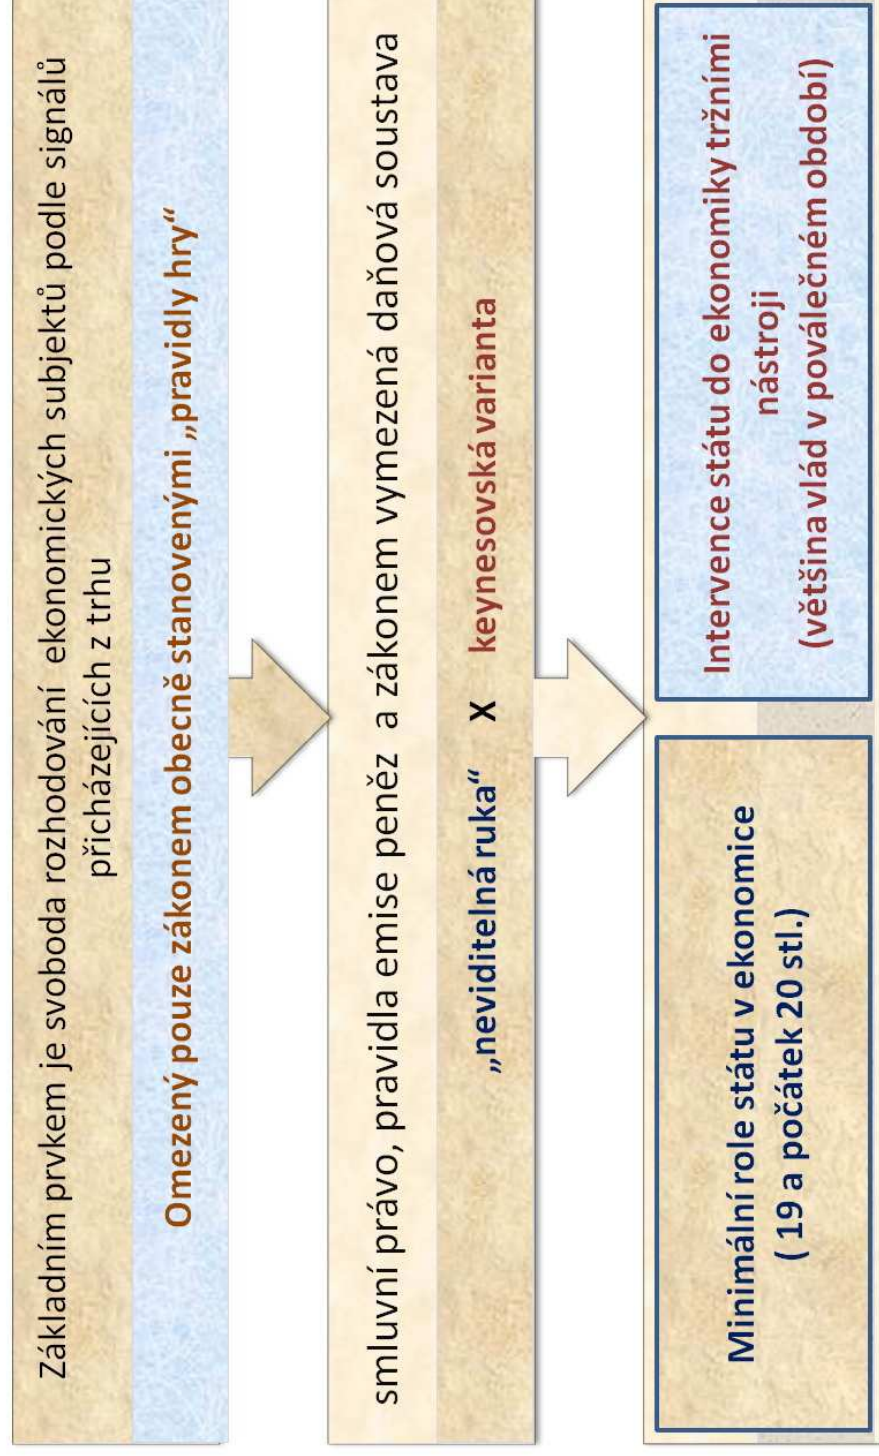 Základním prvkem je svoboda rozhodování ekonomických subjektů podle signálů
přicházejících z trhu
Omezený pouze zákonem obecně stanovenými „pravidly hry“
smluvní právo, pravidla emise peněz a zákonem vymezená daňová soustava
„neviditelná ruka“ X keynesovská varianta
Minimální role státu v ekonomice
( 19 a počátek 20 stl.)
Intervence státu do ekonomiky tržními
nástroji
(většina vlád v poválečném období)